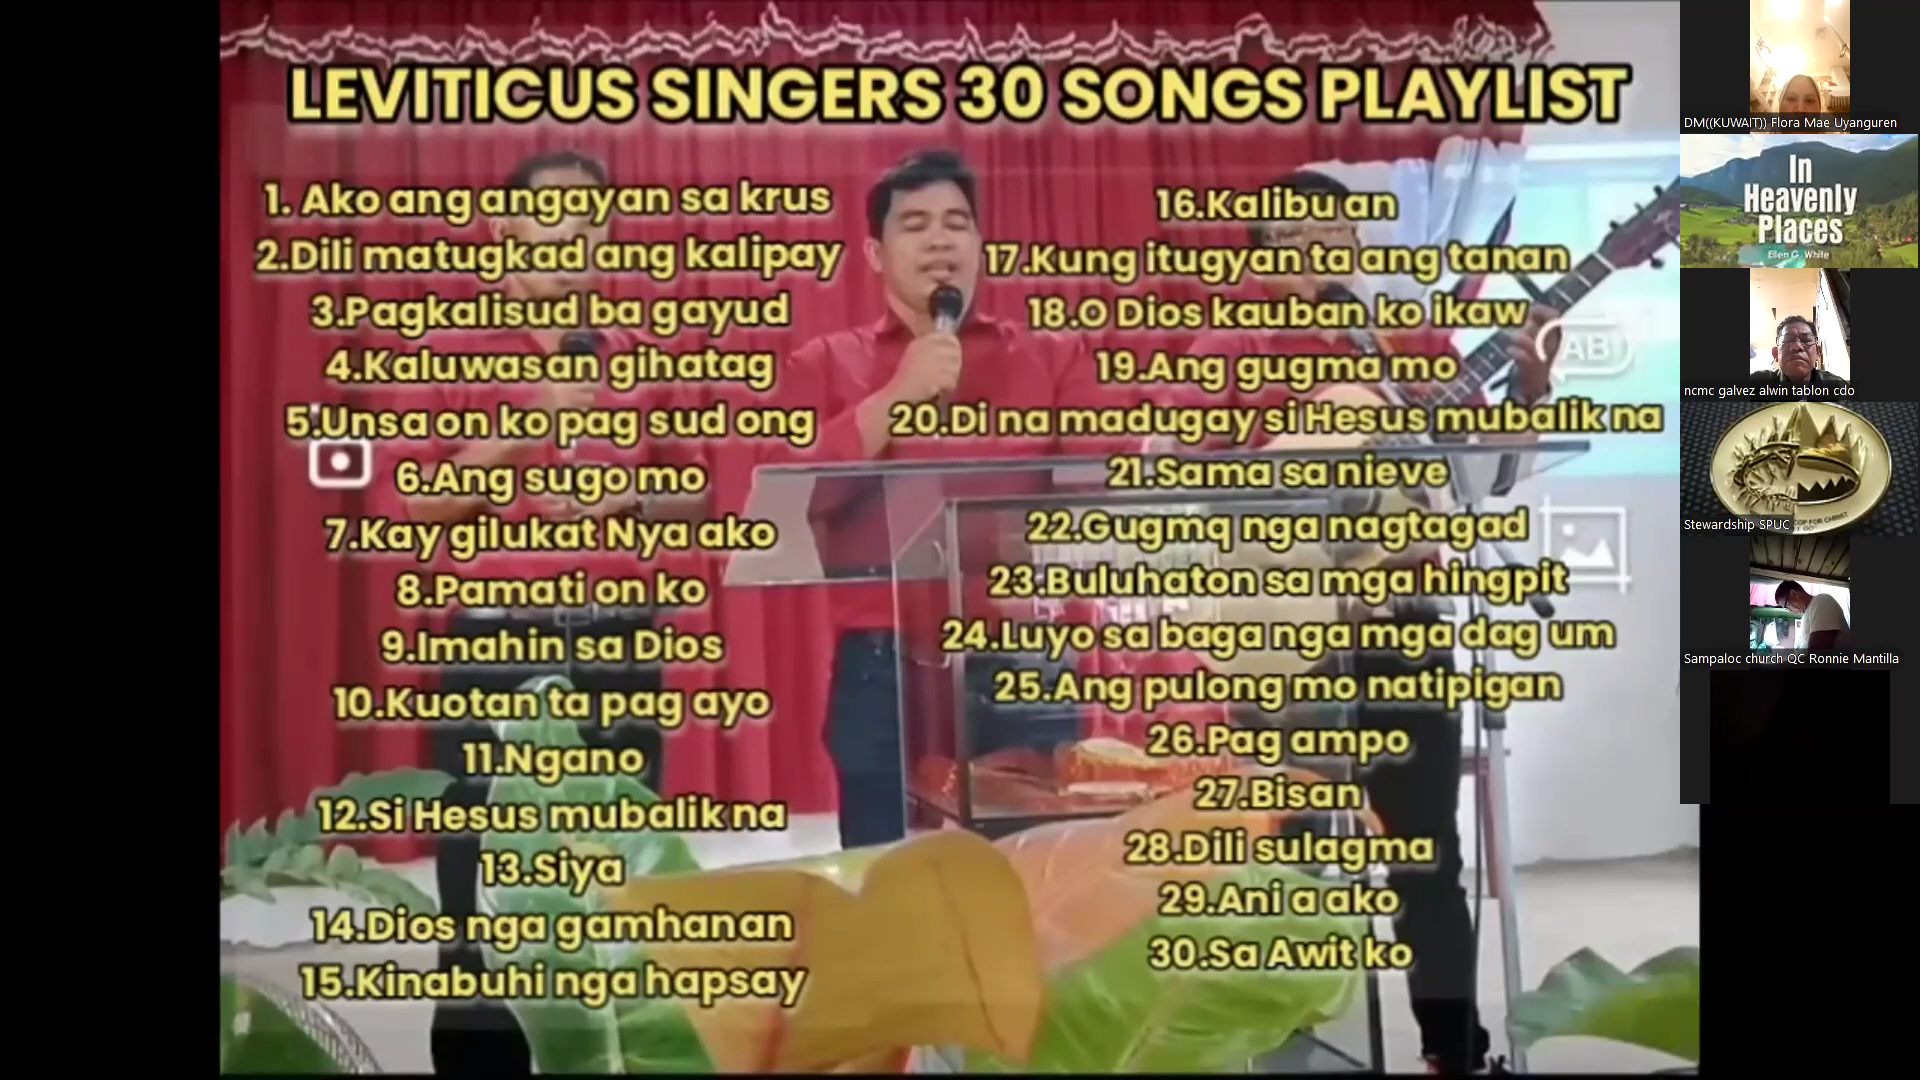 LEVITICUS SINGERS 30 SONGS PLAYLIST
1. Ako ang angayan sa krus
2.Dili matugkad ang kalipay
3.Pagkalisud ba gayud
4.Kaluwasan gihatag
5.Unsa on ko pag sud ong
6.Ang sugo mo
7.Kay gilukat Nya ako
8.Pamati on ko
9.Imahin sa Dios
10.Kuotan ta pag ayo
11.Ngano
12.Si Hesus mubalik na
13.Siya
14.Dios nga gamhanan
15.Kinabuhi nga hapsay
16.Kalibu an
17.Kung itugyan ta ang tanan
18.O Dios kauban ko ikaw
19.Ang gugma mo
20.Di na madugay si Hesus mubalik na
21.Sama sa nieve
22.Gugmq nga nagtagad
23.Buluhaton sa mga hingpit
24.Luyo sa baga nga mga dag um
25.Ang pulong mo natipigan
26.Pag ampo
27.Bisan
28.Dili sulagma
29.Ani a ako
30.Sa Awit ko
AB
DM((KUWAIT)) Flora Mae Uyanguren
In
Heavenly
Places
Ellen G. White
ncmc galvez alwin tablon cdo
Stewardship SPUC
Sampaloc church QC Ronnie Mantilla